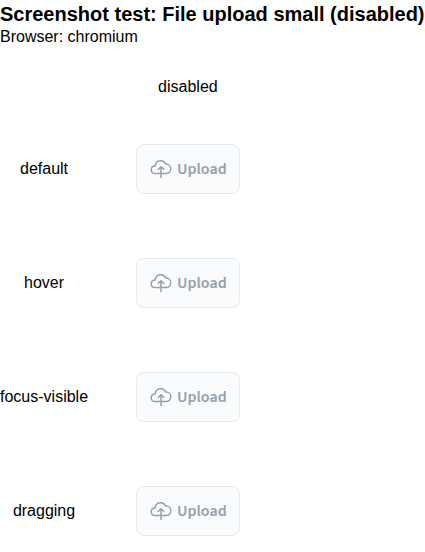 Screenshot test: File upload small (disabled)
Browser: chromium
disabled
default Upload
hover Upload
focus-visible Upload
dragging Upload